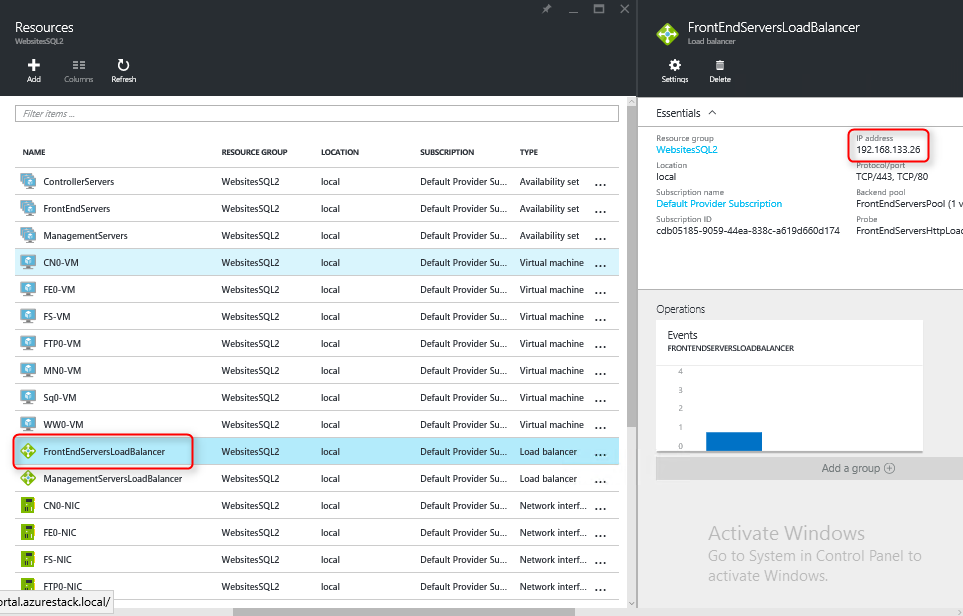 Resources
WebsitesSQL2
Add Columns Refresh
Filter items ...
NAME RESOURCE GROUP LOCATION SUBSCRIPTION TYPE
ControllerServers WebsitesSQL2 local Default Provider Su... Availability set ...
FrontEndServers WebsitesSQL2 local Default Provider Su... Availability set ...
ManagementServers WebsitesSQL2 local Default Provider Su... Availability set ...
CN0-VM WebsitesSQL2 local Default Provider Su... Virtual machine ...
FE0-VM WebsitesSQL2 local Default Provider Su... Virtual machine ...
FS-VM WebsitesSQL2 local Default Provider Su... Virtual machine ...
FTP0-VM WebsitesSQL2 local Default Provider Su... Virtual machine ...
MN0-VM WebsitesSQL2 local Default Provider Su... Virtual machine ...
Sq0-VM WebsitesSQL2 local Default Provider Su... Virtual machine ...
WW0-VM WebsitesSQL2 local Default Provider Su... Virtual machine ...
FrontEndServersLoadBalancer WebsitesSQL2 local Default Provider Su... Load balancer ...
ManagementServersLoadBalancer WebsitesSQL2 local Default Provider Su... Load balancer ...
CN0-NIC WebsitesSQL2 local Default Provider Su... Network interf... ...
FE0-NIC WebsitesSQL2 local Default Provider Su... Network interf... ...
FS-NIC WebsitesSQL2 local Default Provider Su... Network interf... ...
FTP0-NIC WebsitesSQL2 local Default Provider Su... Network interf... ...
ortal.azurestack.local/
FrontEndServersLoadBalancer
Load balancer
Settings Delete
Essentials
Resource group
WebsitesSQL2
Location
local
Subscription name
Default Provider Subscription
Subscription ID
cdb05185-9059-44ea-838c-a619d660d174
IP address
192.168.133.26
Protocol/port
TCP/443, TCP/80
Backend pool
FrontEndServersPool (1 v
Probe
FrontEndServersHttpLoad
Operations
Events
FRONTENDSERVERSLOADBALANCER
4
3
2
1
0
Add a group
Activate Windows
Go to System in Control Panel to
activate Windows.